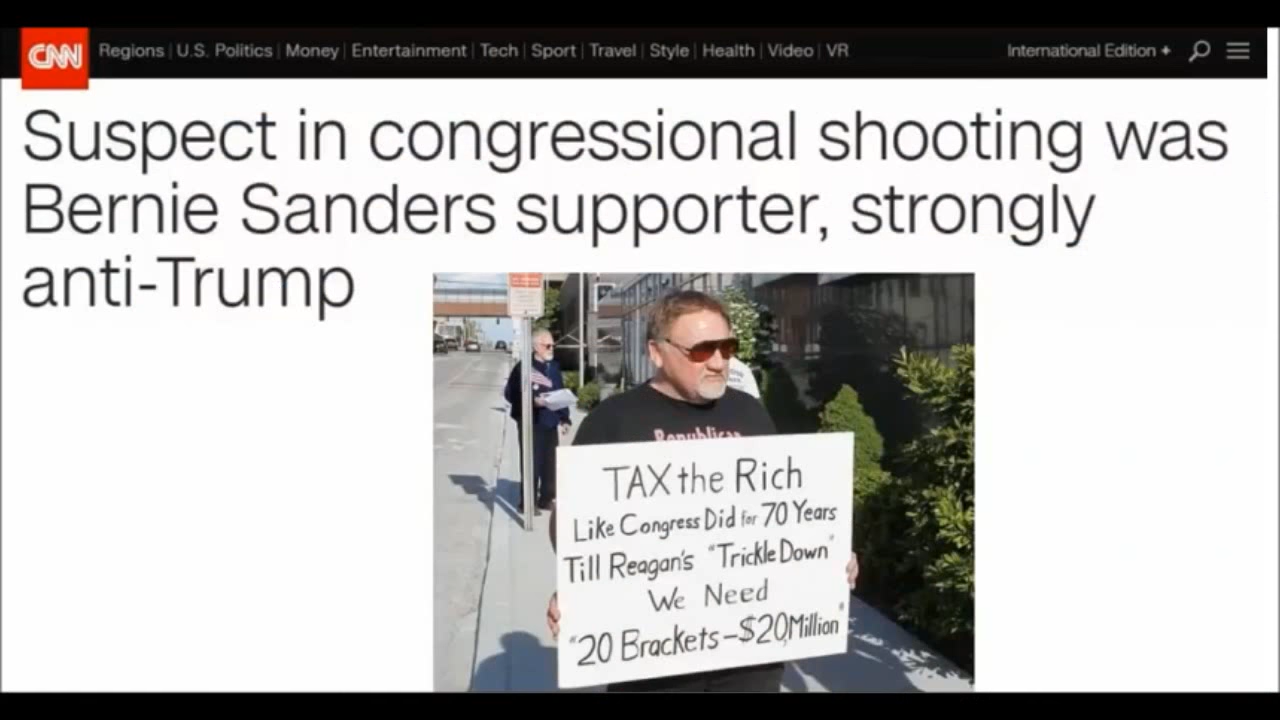 CNN Regions | U.S. Politics | Money | Entertainment | Tech | Sport | Travel | Style | Health | Video | VR International Edition +
Suspect in congressional shooting was
Bernie Sanders supporter, strongly
anti-Trump
Republican
TAX the Rich
Like Congress Did for 70 Years
Till Reagan's "Trickle Down"
We Need
"20 Brackets-$20,Million"